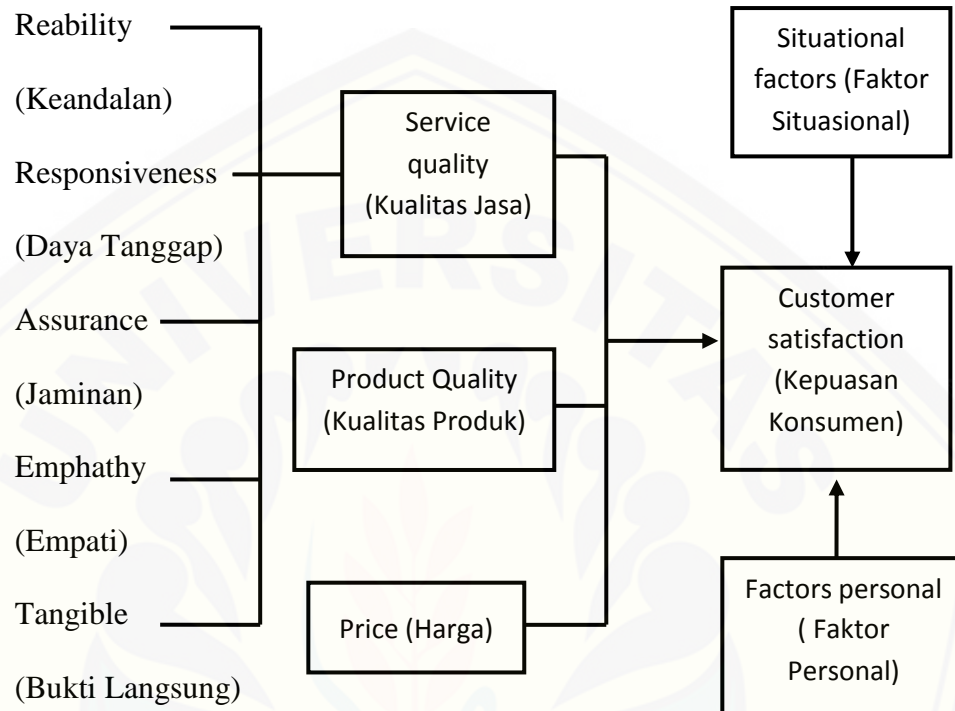 Reability
(Keandalan)
Responsiveness
(Daya Tanggap)
Assurance
(Jaminan)
Emphathy
(Empati)
Tangible
(Bukti Langsung)
Service
quality
(Kualitas Jasa)
Product Quality
(Kualitas Produk)
Price (Harga)
Situational
factors (Faktor
Situasional)
Customer
satisfaction
(Kepuasan
Konsumen)
Factors personal
( Faktor
Personal)
UNIVERSITAS